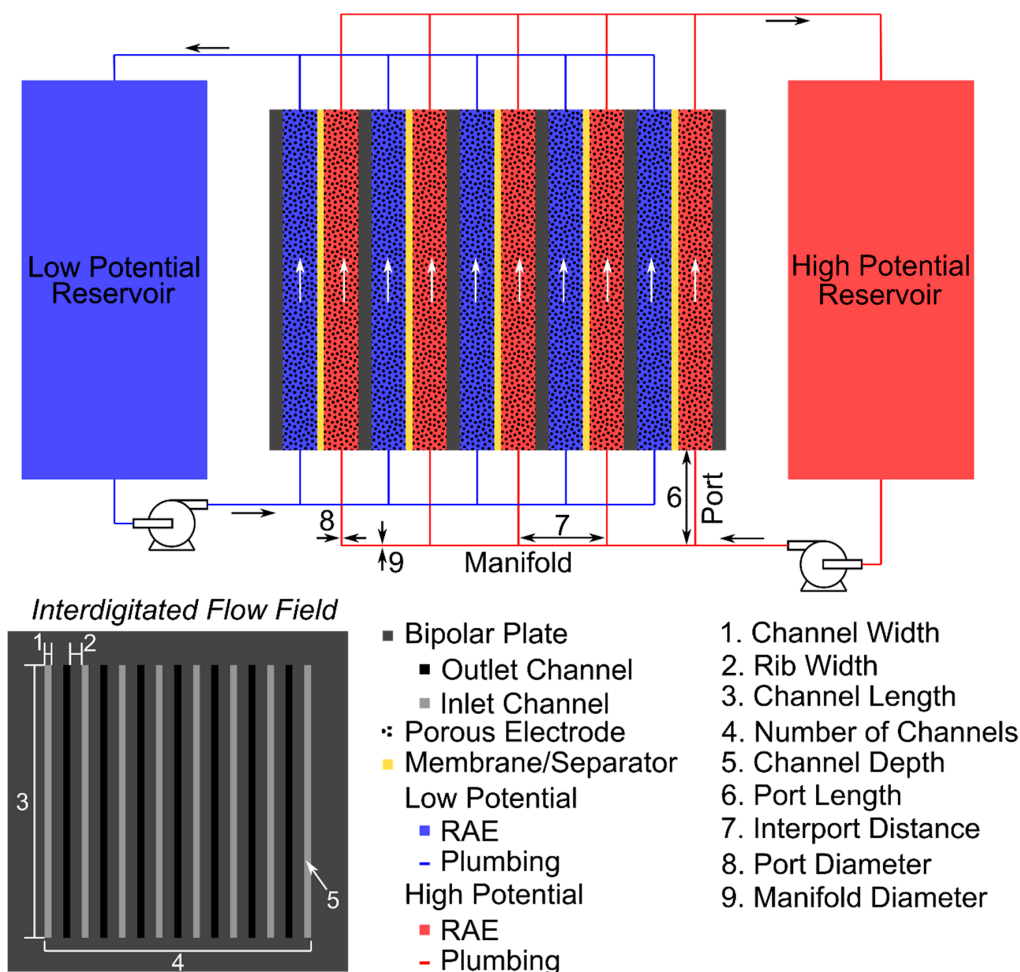 Low Potential
Reservoir
High Potential
Reservoir
6
Port
8
7
9
Manifold
Interdigitated Flow Field
1
2
3
4
5
Bipolar Plate
Outlet Channel
Inlet Channel
Porous Electrode
Membrane/Separator
Low Potential
RAE
Plumbing
High Potential
RAE
Plumbing
1. Channel Width
2. Rib Width
3. Channel Length
4. Number of Channels
5. Channel Depth
6. Port Length
7. Interport Distance
8. Port Diameter
9. Manifold Diameter